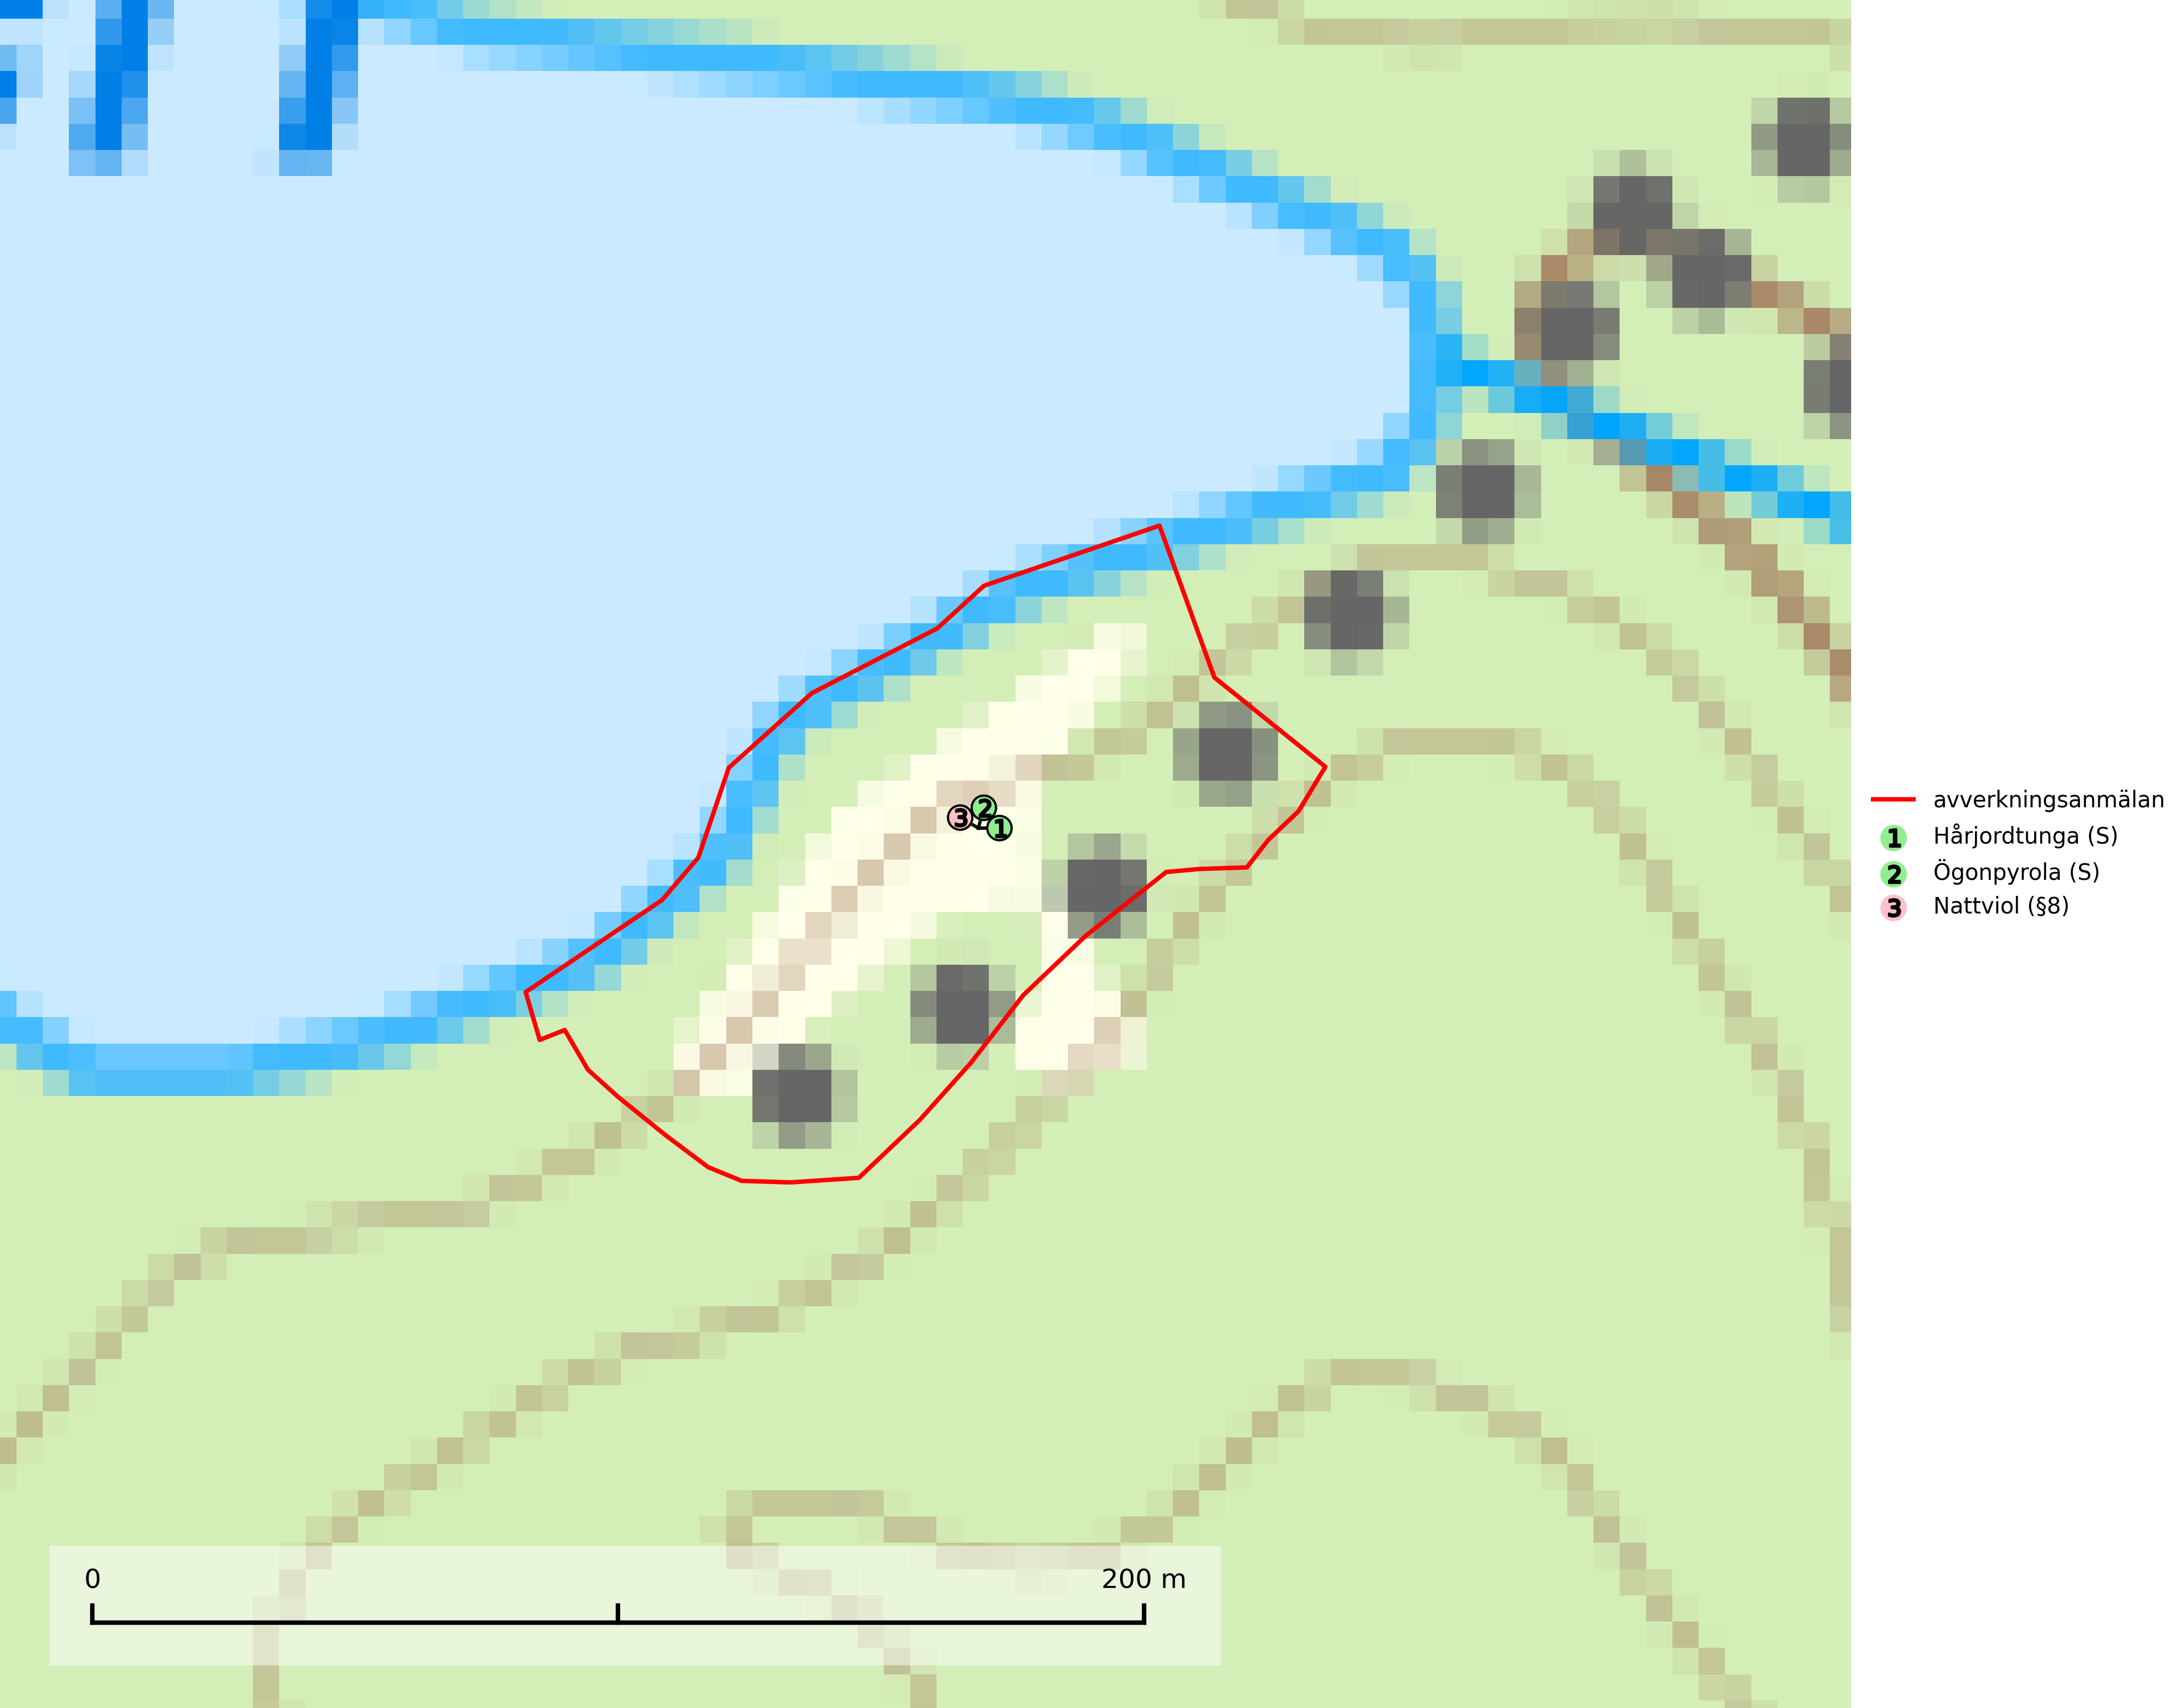 2
3
1
avverkningsanmälan
1 Hårjordtunga (S)
2 Ögonpyrola (S)
3 Nattviol (§8)
0 200 m